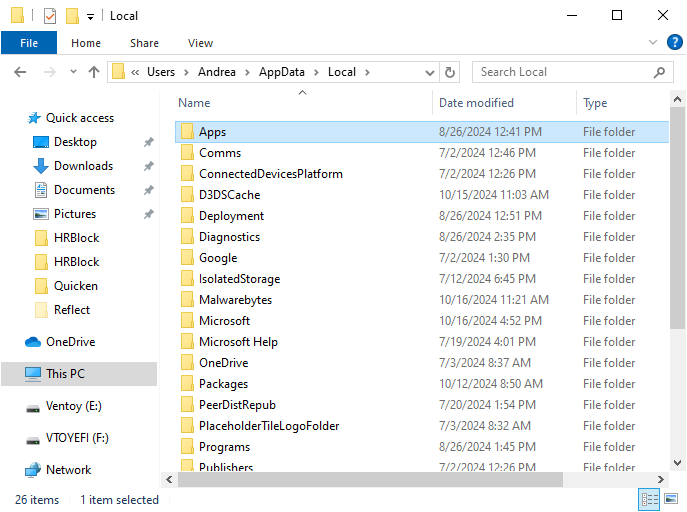 Local
File Home Share View
« Users > Andrea > AppData > Local > Search Local
Name Date modified Type
Quick access
Desktop
Downloads
Documents
Pictures
HRBlock
HRBlock
Quicken
Reflect
OneDrive
This PC
Ventoy (E:)
VTOYEFI (F:)
Network
Apps 8/26/2024 12:41 PM File folder
Comms 7/2/2024 12:46 PM File folder
ConnectedDevicesPlatform 7/2/2024 12:26 PM File folder
D3DSCache 10/15/2024 11:03 AM File folder
Deployment 8/26/2024 12:51 PM File folder
Diagnostics 8/26/2024 2:35 PM File folder
Google 7/2/2024 1:30 PM File folder
IsolatedStorage 7/12/2024 6:45 PM File folder
Malwarebytes 10/16/2024 11:21 AM File folder
Microsoft 10/16/2024 4:52 PM File folder
Microsoft Help 7/19/2024 4:01 PM File folder
OneDrive 7/3/2024 8:37 AM File folder
Packages 10/12/2024 8:50 AM File folder
PeerDistRepub 7/20/2024 1:54 PM File folder
PlaceholderTileLogoFolder 7/3/2024 8:32 AM File folder
Programs 8/26/2024 1:45 PM File folder
Publishers 7/2/2024 12:26 PM File folder
26 items 1 item selected